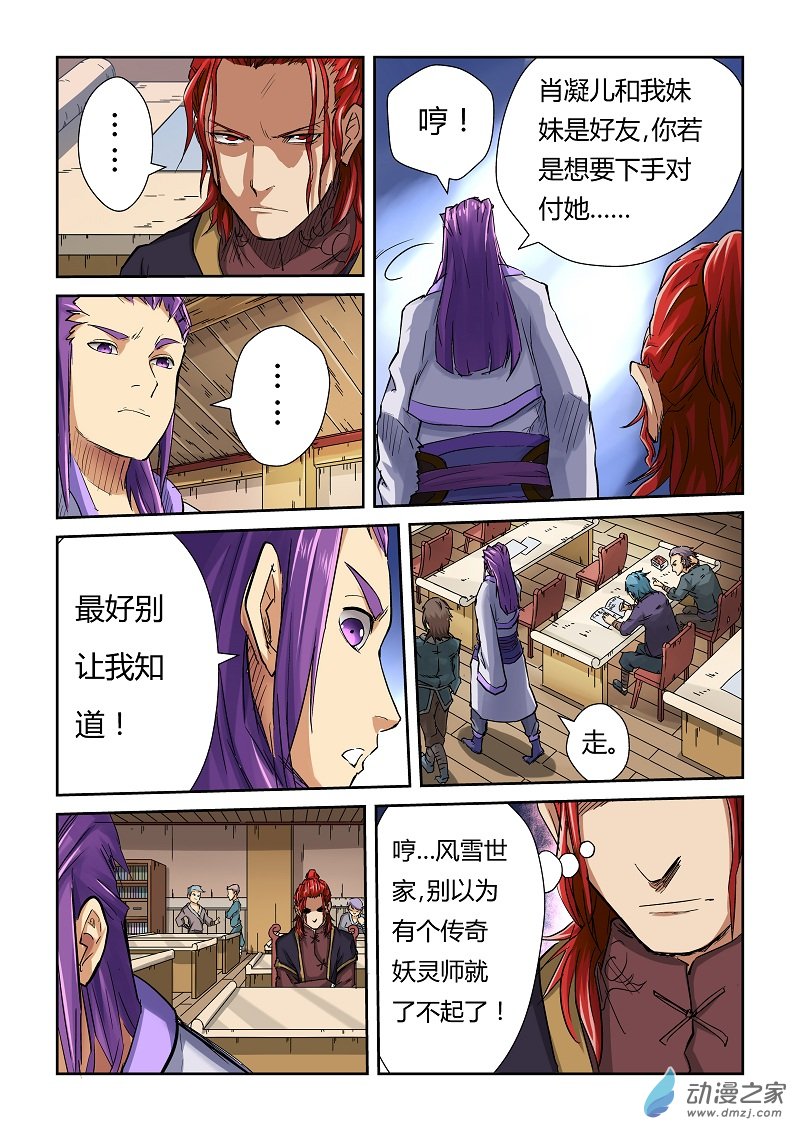 ……
……
哼！
肖凝儿和我妹
妹是好友，你若
是想要下手对
付她……
最好别
让我知
道！
走。
哼…风雪世
家，别以为
有个传奇
妖灵师就
了不起了！
动漫之家
www.dmzj.com